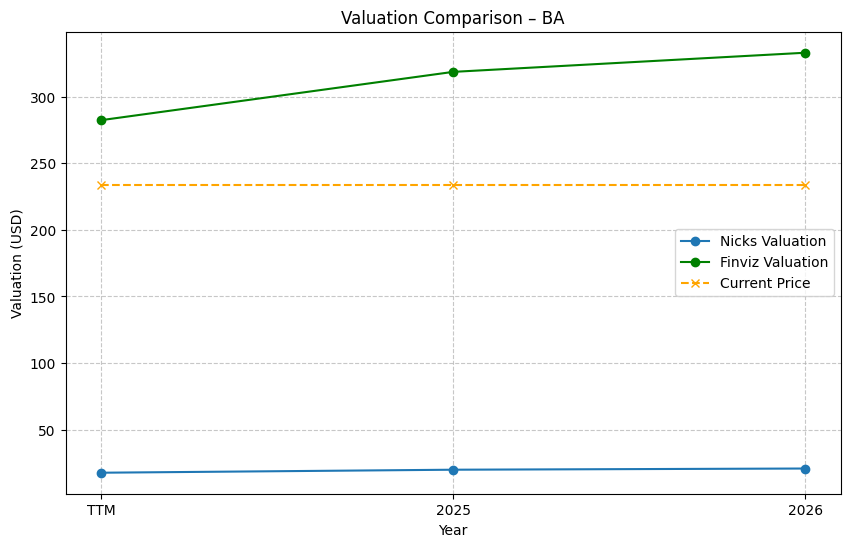 Valuation Comparison – BA
Valuation (USD)
300
250
200
150
100
50
Nicks Valuation
Finviz Valuation
Current Price
TTM
2025
2026
Year